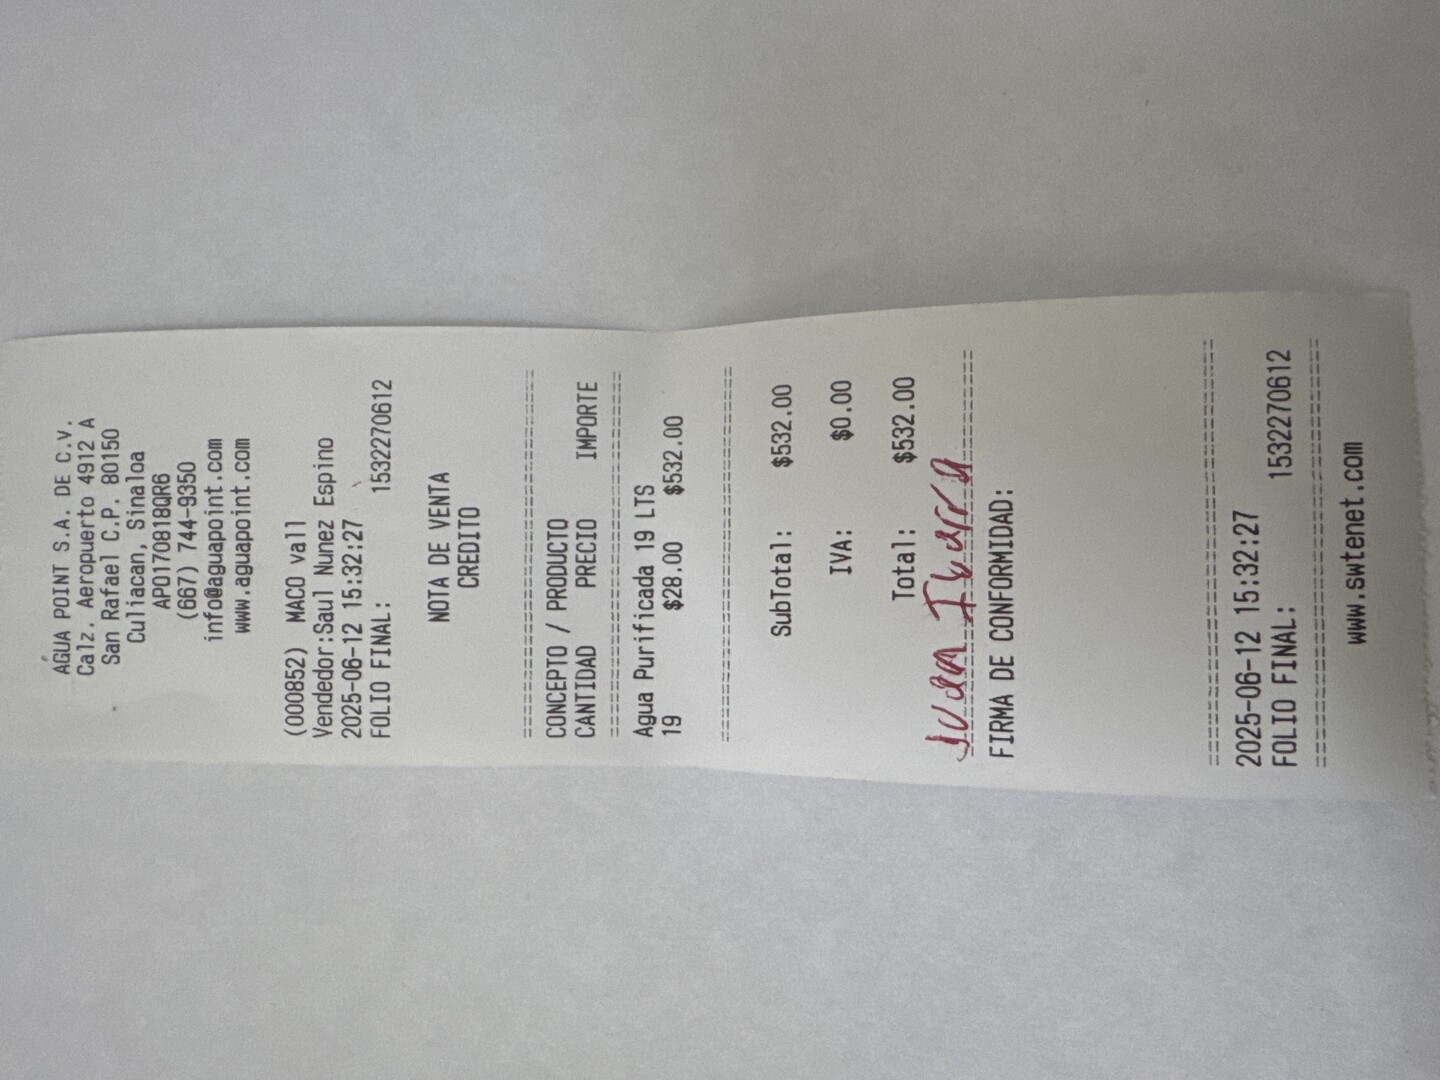 ÁGUA POINT S.A. DE C.V.
Calz. Aeropuerto 4912 A
San Rafael C.P. 80150
Culiacan, Sinaloa
APO170818QR6
(667) 744-9350
info@aguapoint.com
www.aguapoint.com
(000852) MACO vall
Vendedor:Saul Nunez Espino
2025-06-12 15:32:27
FOLIO FINAL: 1532270612
NOTA DE VENTA
CREDITO
==============================
CONCEPTO / PRODUCTO
CANTIDAD PRECIO IMPORTE
==============================
Agua Purificada 19 LTS
19 $28.00 $532.00
==============================
SubTotal: $532.00
IVA: $0.00
Total: $532.00
Juan Ibarra
==============================
FIRMA DE CONFORMIDAD:
==============================
2025-06-12 15:32:27
FOLIO FINAL: 1532270612
==============================
www.swtenet.com